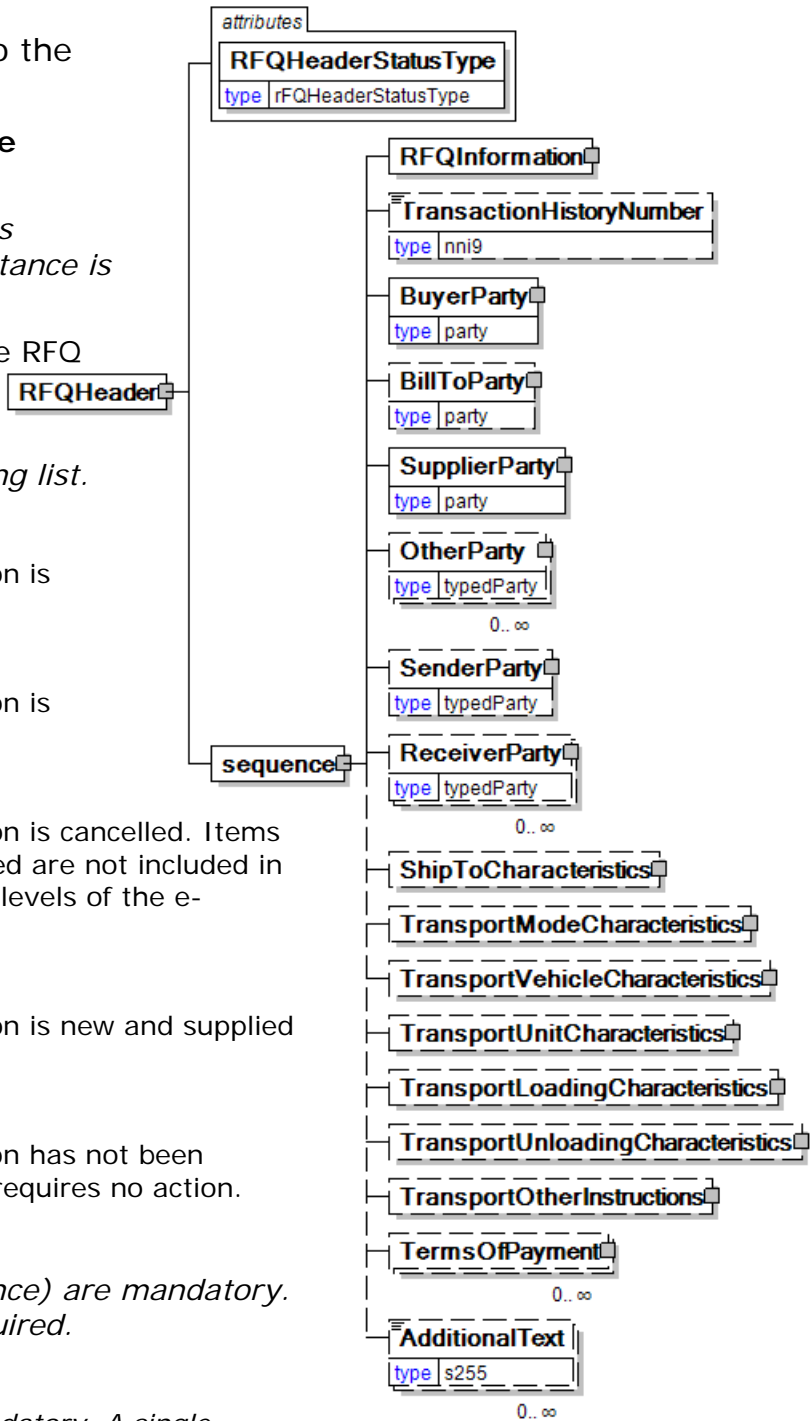 o the
e
s
tance is
e RFQ
ng list.
on is
on is
on is cancelled. Items
ed are not included in
levels of the e-
on is new and supplied
on has not been
requires no action.
nce) are mandatory.
uired.
ndatory. A single
RFQHeader
attributes
RFQHeaderStatusType
type rFQHeaderStatusType
sequence
RFQInformation
TransactionHistoryNumber
type nni9
BuyerParty
type party
BillToParty
type party
SupplierParty
type party
OtherParty
type typedParty
0.. ∞
SenderParty
type typedParty
ReceiverParty
type typedParty
0.. ∞
ShipToCharacteristics
TransportModeCharacteristics
TransportVehicleCharacteristics
TransportUnitCharacteristics
TransportLoadingCharacteristics
TransportUnloadingCharacteristics
TransportOtherInstructions
TermsOfPayment
0.. ∞
AdditionalText
type s255
0.. ∞